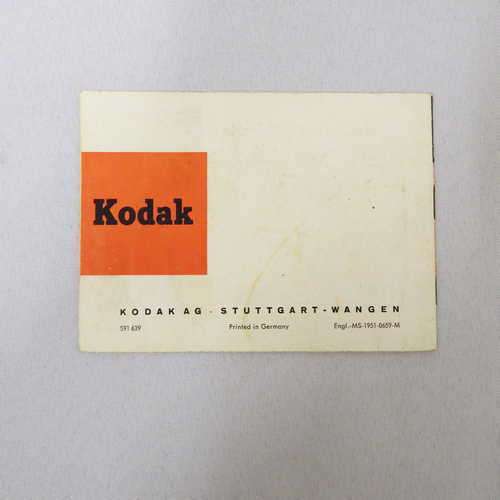 Kodak
KODAK AG · STUTTGART-WANGEN
591 639 Printed in Germany Engl.-MS-1951-0659-M